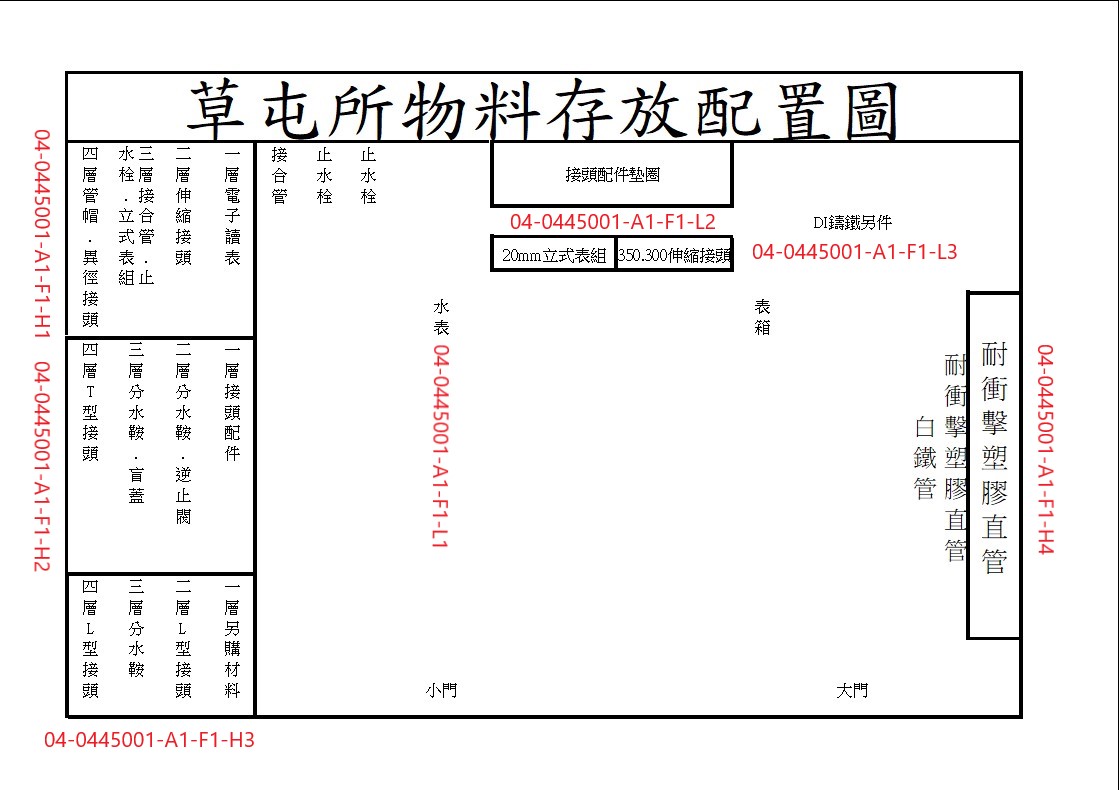 草屯所物料存放配置圖
04-0445001-A1-F1-H1
一層電子讀表
二層伸縮接頭
三層接合管.止
水栓.立式表組
四層管帽.異徑接頭
04-0445001-A1-F1-H2
一層接頭配件
二層分水鞍.逆止閥
三層分水鞍.盲蓋
四層T型接頭
一層另購材料
二層L型接頭
三層分水鞍
四層L型接頭
04-0445001-A1-F1-H3
接合管
止水栓
止水栓
接頭配件墊圈
04-0445001-A1-F1-L2
20mm立式表組
350.300伸縮接頭
DI鑄鐵另件
04-0445001-A1-F1-L3
水表
04-0445001-A1-F1-L1
表箱
耐衝擊塑膠直管
耐衝擊塑膠直管
白鐵管
04-0445001-A1-F1-H4
小門
大門